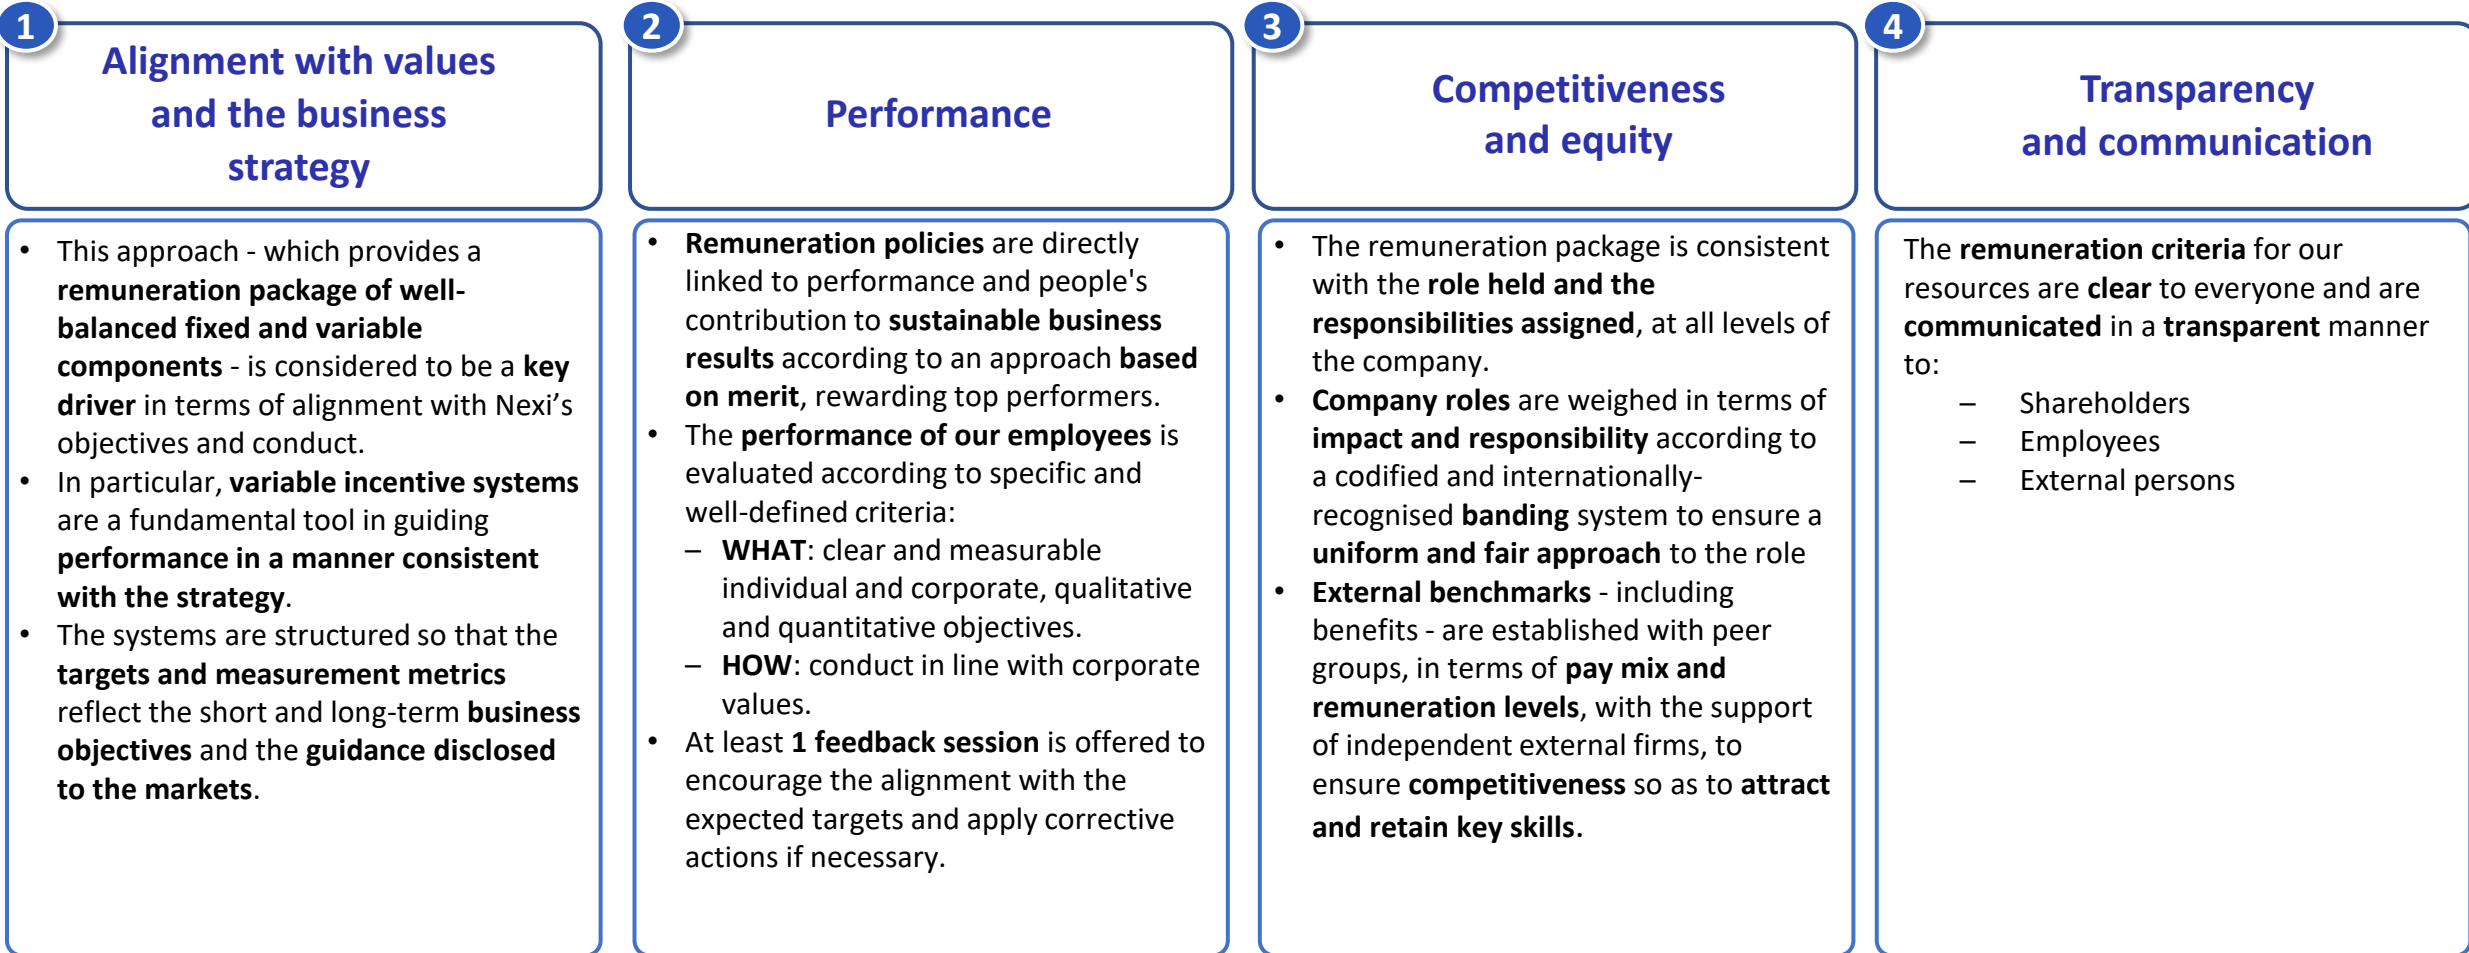 1
Alignment with values
and the business
strategy
• This approach - which provides a
remuneration package of well-
balanced fixed and variable
components - is considered to be a key
driver in terms of alignment with Nexi’s
objectives and conduct.
• In particular, variable incentive systems
are a fundamental tool in guiding
performance in a manner consistent
with the strategy.
• The systems are structured so that the
targets and measurement metrics
reflect the short and long-term business
objectives and the guidance disclosed
to the markets.
2
Performance
• Remuneration policies are directly
linked to performance and people's
contribution to sustainable business
results according to an approach based
on merit, rewarding top performers.
• The performance of our employees is
evaluated according to specific and
well-defined criteria:
– WHAT: clear and measurable
individual and corporate, qualitative
and quantitative objectives.
– HOW: conduct in line with corporate
values.
• At least 1 feedback session is offered to
encourage the alignment with the
expected targets and apply corrective
actions if necessary.
3
Competitiveness
and equity
• The remuneration package is consistent
with the role held and the
responsibilities assigned, at all levels of
the company.
• Company roles are weighed in terms of
impact and responsibility according to
a codified and internationally-
recognised banding system to ensure a
uniform and fair approach to the role
• External benchmarks - including
benefits - are established with peer
groups, in terms of pay mix and
remuneration levels, with the support
of independent external firms, to
ensure competitiveness so as to attract
and retain key skills.
4
Transparency
and communication
The remuneration criteria for our
resources are clear to everyone and are
communicated in a transparent manner
to:
– Shareholders
– Employees
– External persons